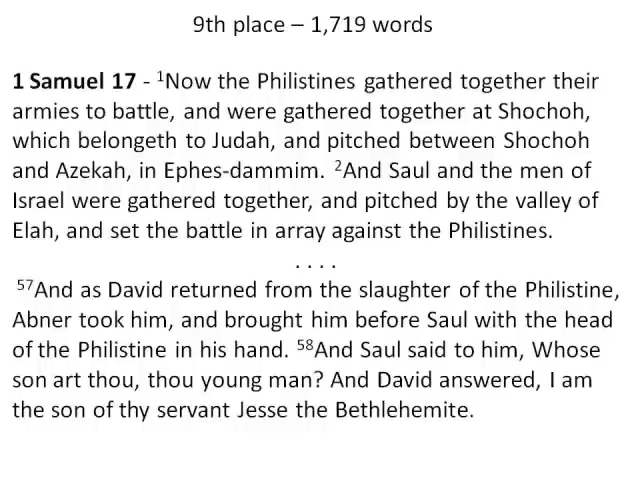 9th place – 1,719 words
1 Samuel 17 - ¹Now the Philistines gathered together their
armies to battle, and were gathered together at Shochoh,
which belongeth to Judah, and pitched between Shochoh
and Azekah, in Ephes-dammim. ²And Saul and the men of
Israel were gathered together, and pitched by the valley of
Elah, and set the battle in array against the Philistines.
. . . .
⁵⁷And as David returned from the slaughter of the Philistine,
Abner took him, and brought him before Saul with the head
of the Philistine in his hand. ⁵⁸And Saul said to him, Whose
son art thou, thou young man? And David answered, I am
the son of thy servant Jesse the Bethlehemite.